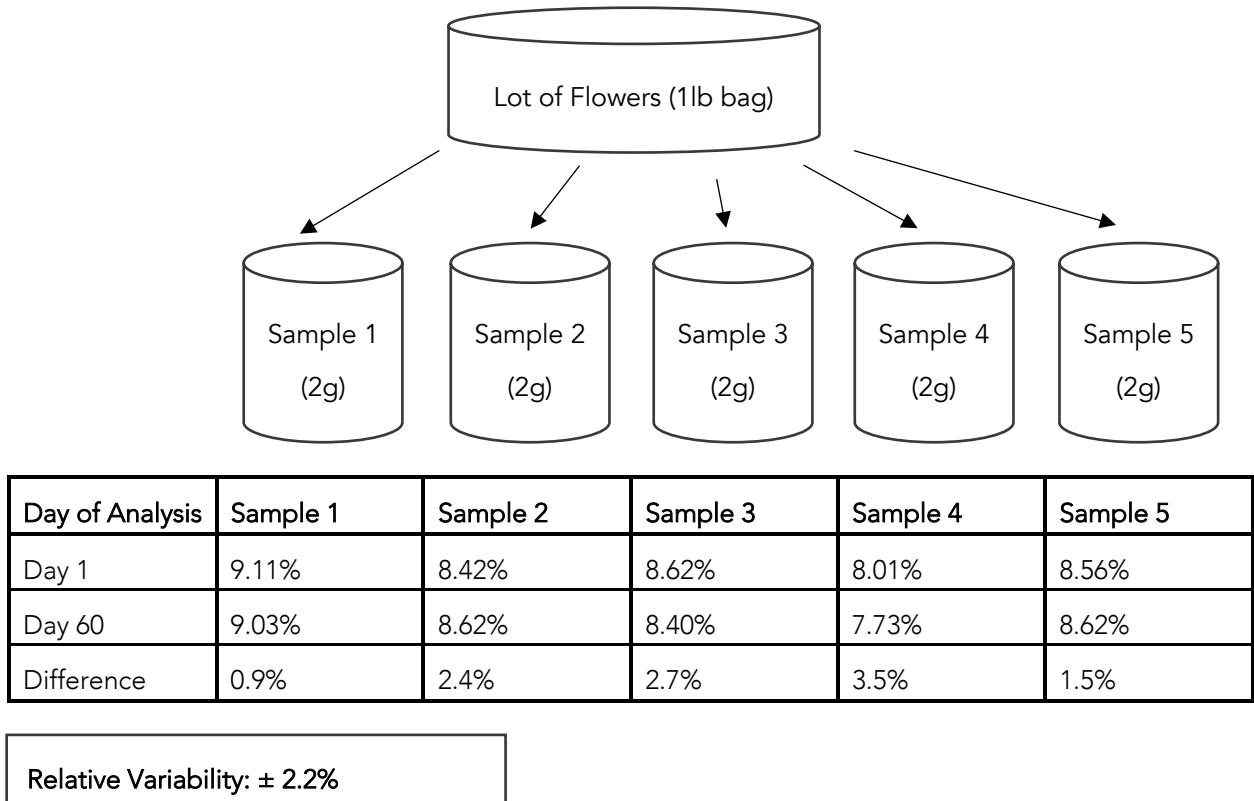 Lot of Flowers (1lb bag)
Sample 1 Sample 2 Sample 3 Sample 4 Sample 5
(2g) (2g) (2g) (2g) (2g)
Day of Analysis Sample 1 Sample 2 Sample 3 Sample 4 Sample 5
Day 1 9.11% 8.42% 8.62% 8.01% 8.56%
Day 60 9.03% 8.62% 8.40% 7.73% 8.62%
Difference 0.9% 2.4% 2.7% 3.5% 1.5%
Relative Variability: ± 2.2%